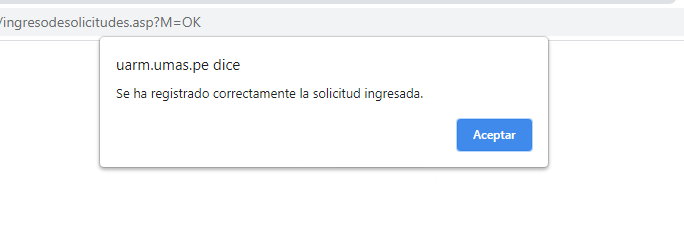 /ingresodesolicitudes.asp?M=OK
uarm.umas.pe dice
Se ha registrado correctamente la solicitud ingresada.
Aceptar